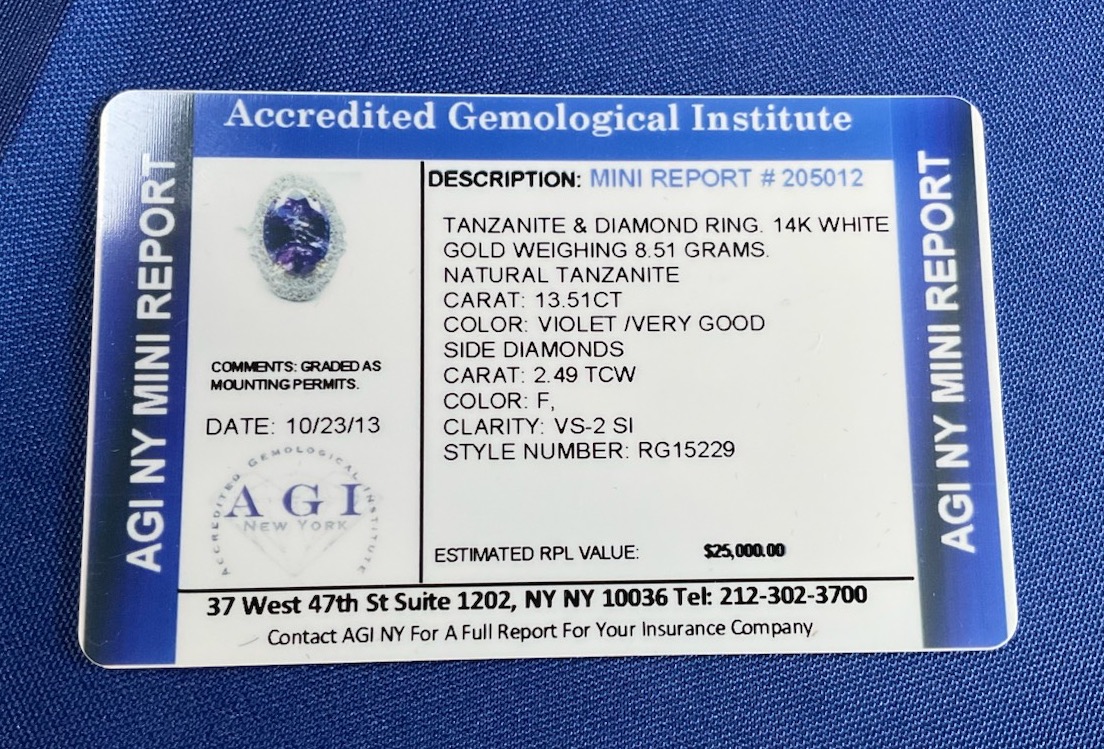 Accredited Gemological Institute
AGI NY MINI REPORT
COMMENTS: GRADED AS
MOUNTING PERMITS.
DATE: 10/23/13
ACCREDITED GEMOLOGICAL INSTITUTE
AGI
NEW YORK
DESCRIPTION: MINI REPORT # 205012
TANZANITE & DIAMOND RING. 14K WHITE
GOLD WEIGHING 8.51 GRAMS.
NATURAL TANZANITE
CARAT: 13.51CT
COLOR: VIOLET /VERY GOOD
SIDE DIAMONDS
CARAT: 2.49 TCW
COLOR: F,
CLARITY: VS-2 SI
STYLE NUMBER: RG15229
ESTIMATED RPL VALUE: $25,000.00
AGI NY MINI REPORT
37 West 47th St Suite 1202, NY NY 10036 Tel: 212-302-3700
Contact AGI NY For A Full Report For Your Insurance Company